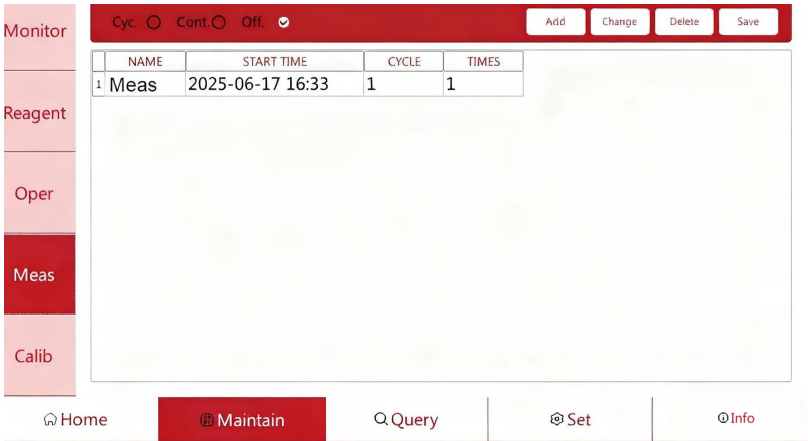 Monitor
Cyc. Cont. Off. Add Change Delete Save
NAME START TIME CYCLE TIMES
1 Meas 2025-06-17 16:33 1 1
Reagent
Oper
Meas
Calib
Home Maintain Query Set Info